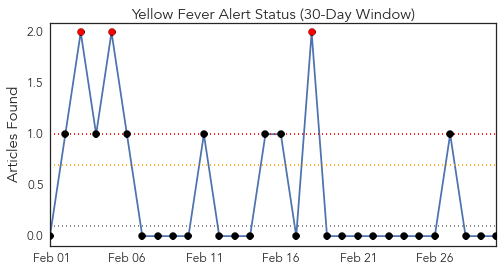 Yellow Fever Alert Status (30-Day Window)
Articles Found
2.0
1.5
1.0
0.5
0.0
Feb 01 Feb 06 Feb 11 Feb 16 Feb 21 Feb 26